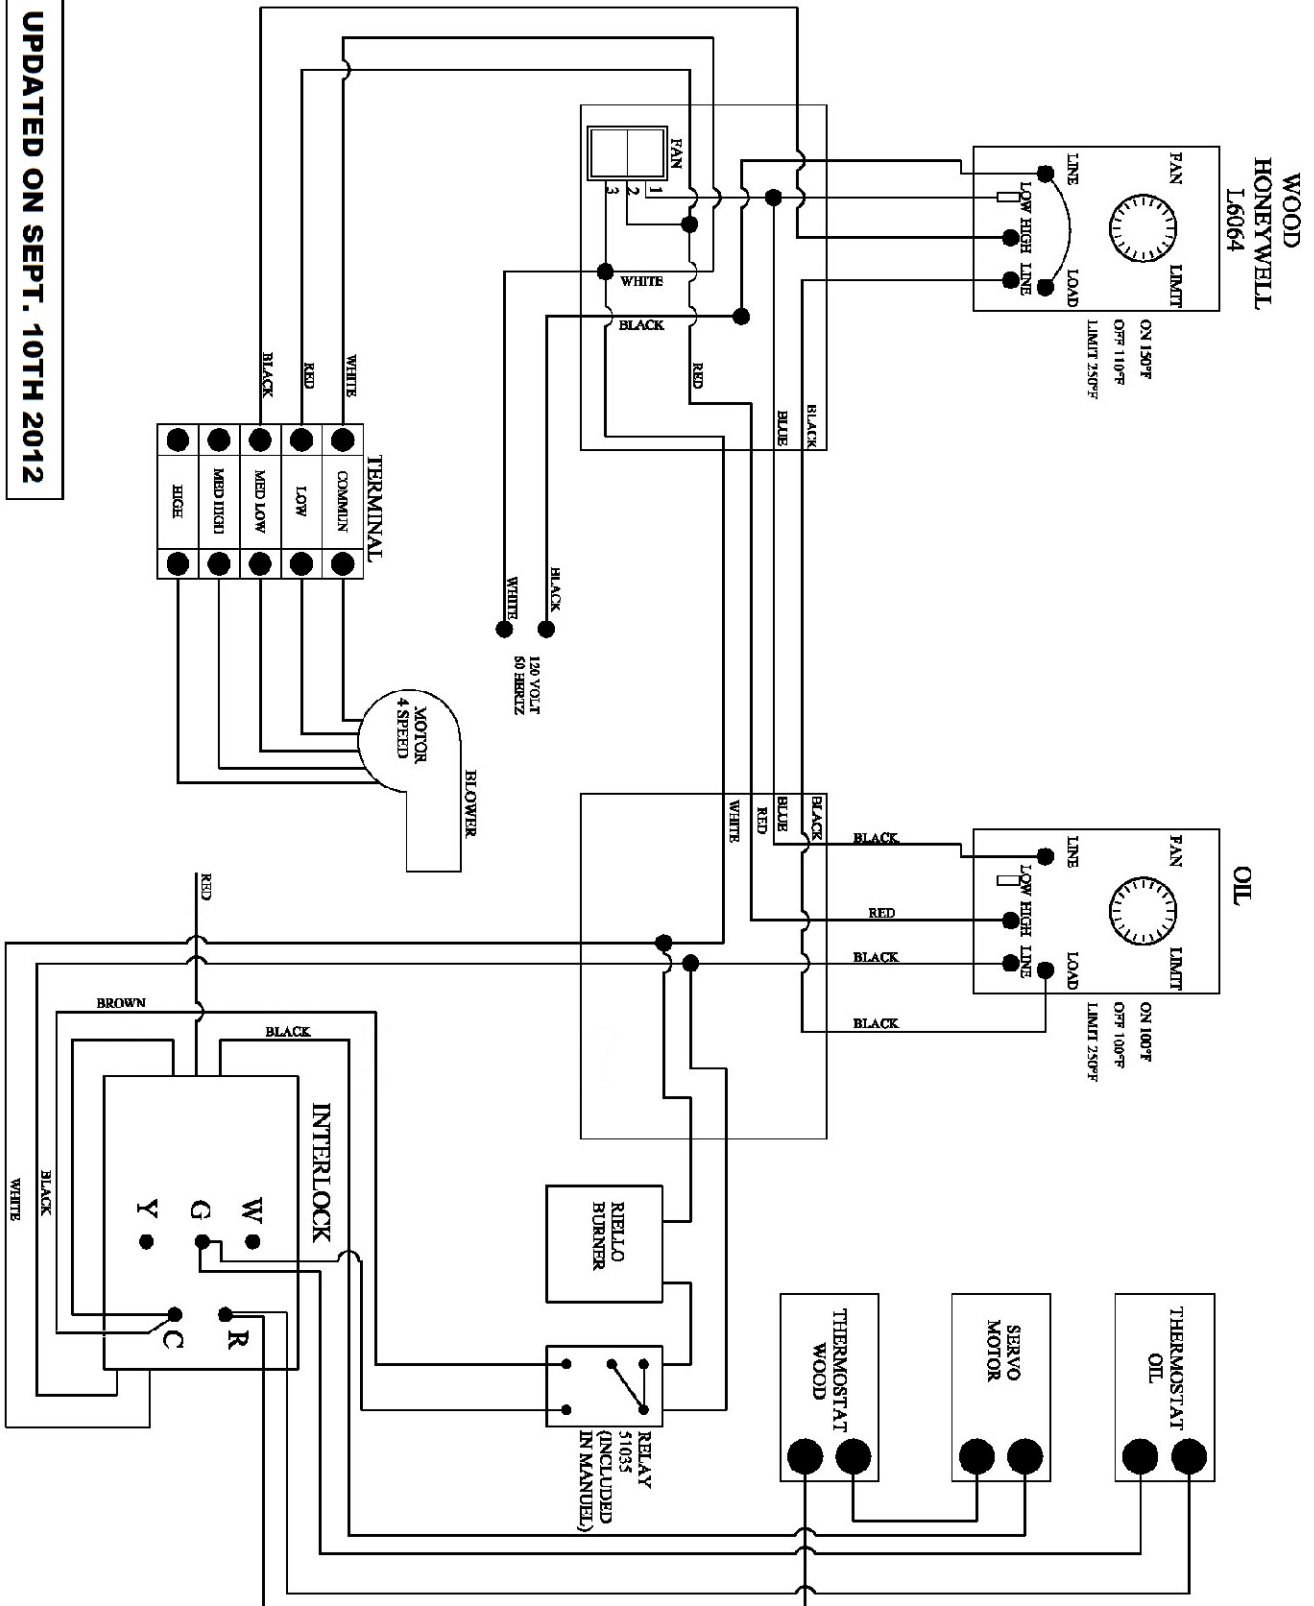 WOOD
HONEYWELL
L6064
FAN
LIMIT
LINE
LOAD
LOW
HIGH
LINE
ON 150°F
OFF 110°F
LIMIT 250°F
OIL
FAN
LIMIT
LINE
LOAD
LOW
HIGH
LINE
ON 100°F
OFF 100°F
LIMIT 250°F
FAN
1
2
3
WHITE
BLACK
RED
BLUE
BLACK
BLACK
BLUE
RED
WHITE
BLACK
RED
BLACK
BLACK
WHITE
RED
BLACK
TERMINAL
COMMUN
LOW
MED LOW
MED HIGH
HIGE
BLACK
WHITE
120 VOLT
60 HERTZ
MOTOR
4 SPEED
BLOWER
RED
BROWN
BLACK
BLACK
WHITE
INTERLOCK
W
G
Y
R
C
RIELLO
BURNER
RELAY
51035
(INCLUDED
IN MANUEL)
THERMOSTAT
OIL
SERVO
MOTOR
THERMOSTAT
WOOD
UPDATED ON SEPT. 10TH 2012